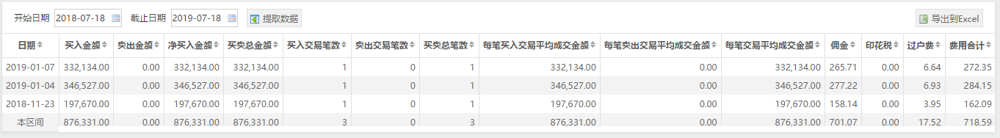 开始日期 2018-07-18 截止日期 2019-07-18 提取数据 导出到Excel
日期 买入金额 卖出金额 净买入金额 买卖总金额 买入交易笔数 卖出交易笔数 买卖总笔数 每笔买入交易平均成交金额 每笔卖出交易平均成交金额 每笔交易平均成交金额 佣金 印花税 过户费 费用合计
2019-01-07 332,134.00 0.00 332,134.00 332,134.00 1 0 1 332,134.00 0.00 332,134.00 265.71 0.00 6.64 272.35
2019-01-04 346,527.00 0.00 346,527.00 346,527.00 1 0 1 346,527.00 0.00 346,527.00 277.22 0.00 6.93 284.15
2018-11-23 197,670.00 0.00 197,670.00 197,670.00 1 0 1 197,670.00 0.00 197,670.00 158.14 0.00 3.95 162.09
本区间 876,331.00 0.00 876,331.00 876,331.00 3 0 3 876,331.00 0.00 876,331.00 701.07 0.00 17.52 718.59